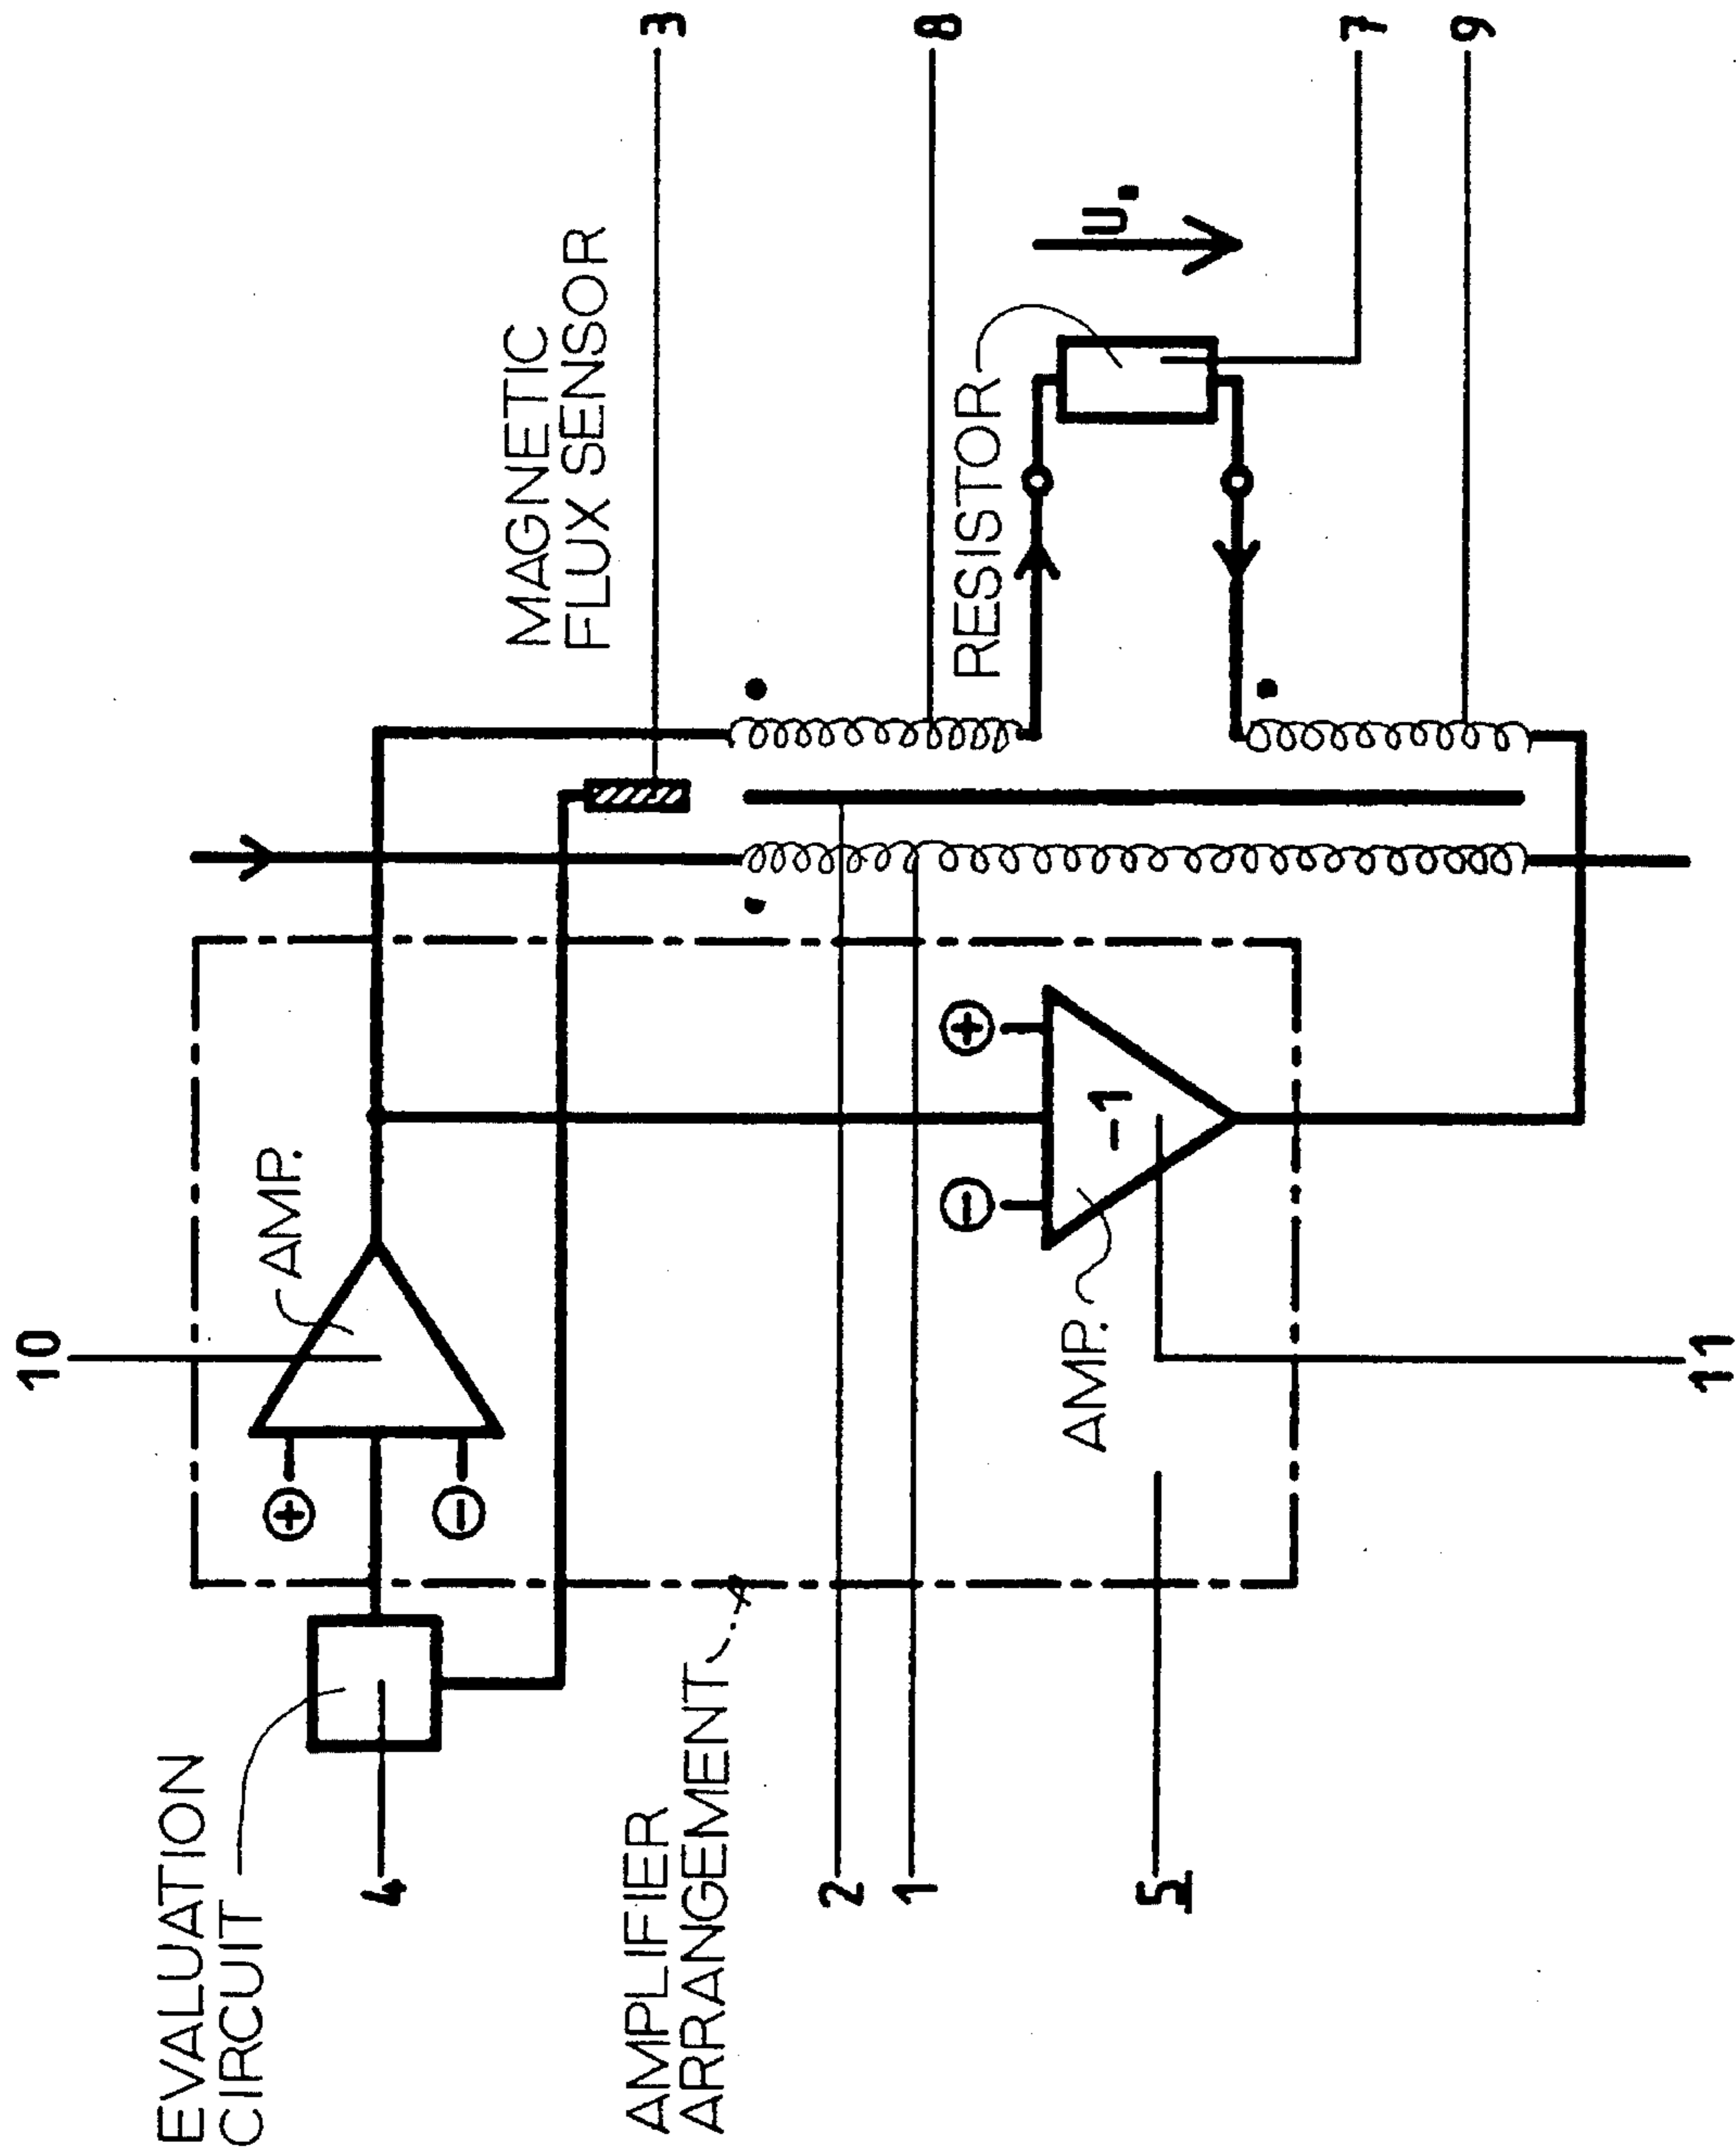 10
EVALUATION
CIRCUIT
4
+
−
AMP.
MAGNETIC
FLUX SENSOR
3
AMPLIFIER
ARRANGEMENT
2
1
8
−
+
RESISTOR
AMP.
-1
U
5
7
9
11